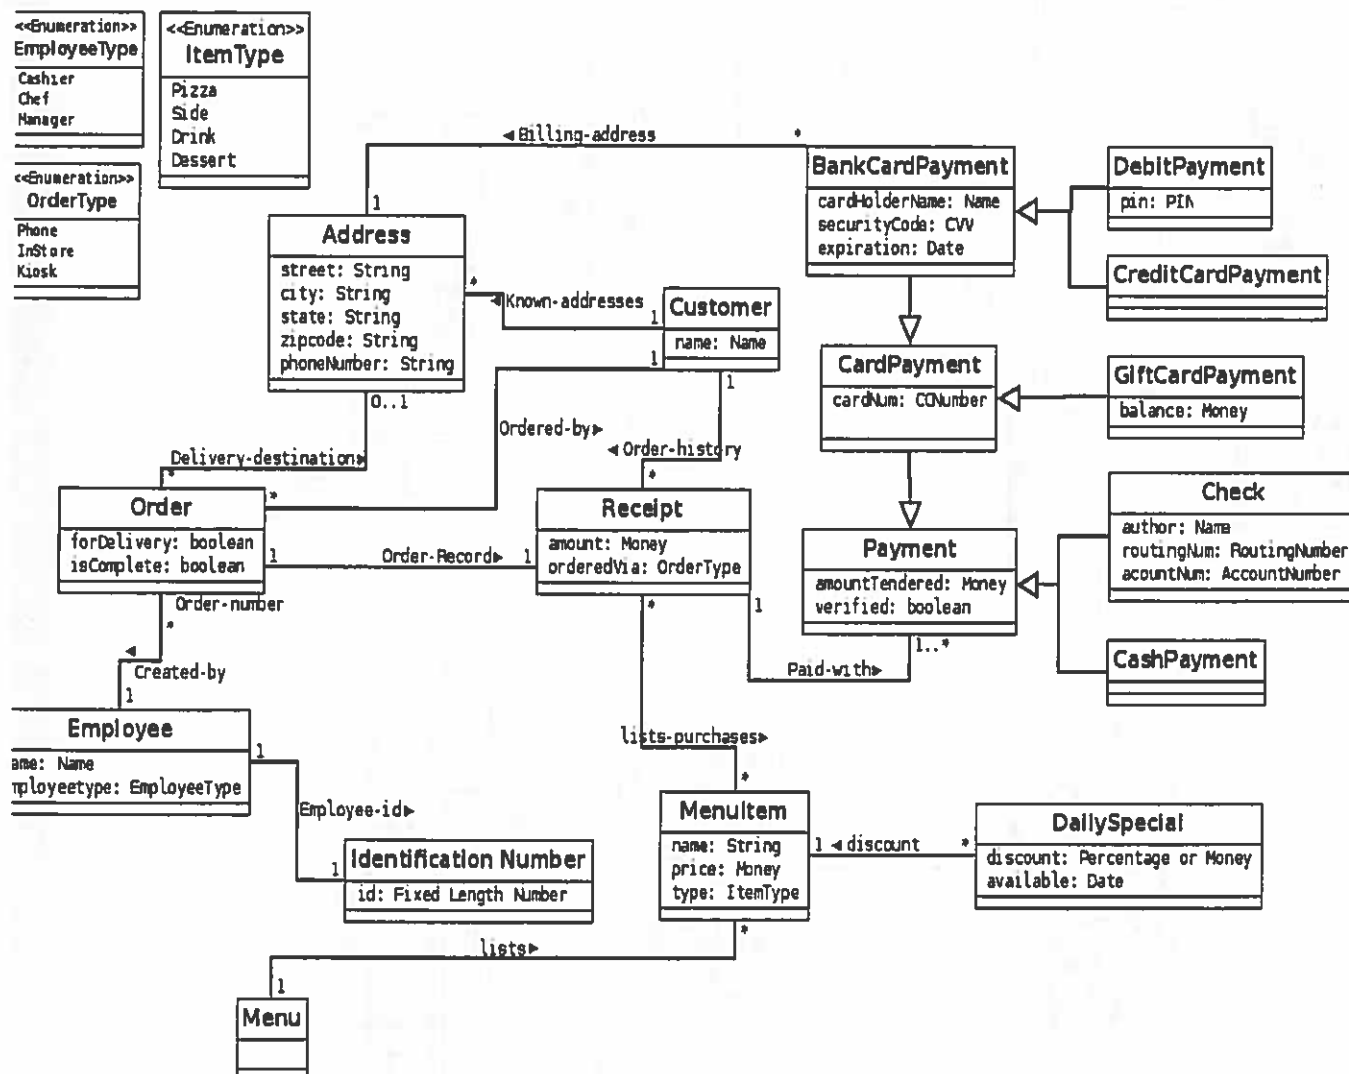 <<Enumeration>>
EmployeeType
Cashier
Chef
Manager
<<Enumeration>>
ItemType
Pizza
Side
Drink
Dessert
<<Enumeration>>
OrderType
Phone
InStore
Kiosk
◄Billing-address
*
1
BankCardPayment
cardHolderName: Name
securityCode: CVV
expiration: Date
DebitPayment
pin: PIN
CreditCardPayment
Address
street: String
city: String
state: String
zipcode: String
phoneNumber: String
*
◄Known-addresses
1
Customer
name: Name
1
1
0..1
CardPayment
cardNum: CCNumber
GiftCardPayment
balance: Money
Ordered-by►
◄Order-history
Delivery-destination►
*
*
*
Order
forDelivery: boolean
isComplete: boolean
1
Order-Record►
1
Receipt
amount: Money
orderedVia: OrderType
Payment
amountTendered: Money
verified: boolean
Check
author: Name
routingNum: RoutingNumber
acountNum: AccountNumber
Order-number
*
*
1
1..*
Paid-with►
CashPayment
◄
Created-by
1
Employee
ame: Name
mployeetype: EmployeeType
1
Employee-id►
1
Identification Number
id: Fixed Length Number
lists-purchases►
*
MenuItem
name: String
price: Money
type: ItemType
1
◄discount
*
DailySpecial
discount: Percentage or Money
available: Date
*
lists►
1
Menu